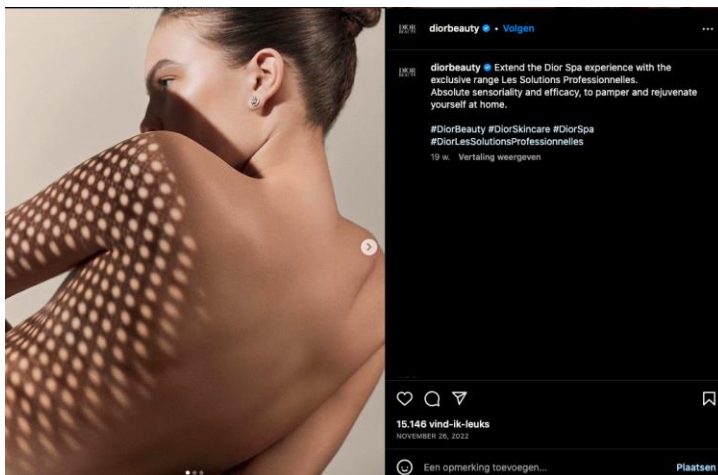 DIOR
BEAUTY
diorbeauty • Volgen
DIOR
BEAUTY
diorbeauty Extend the Dior Spa experience with the
exclusive range Les Solutions Professionnelles.
Absolute sensoriality and efficacy, to pamper and rejuvenate
yourself at home.
#DiorBeauty #DiorSkincare #DiorSpa
#DiorLesSolutionsProfessionnelles
19 w. Vertaling weergeven
15.146 vind-ik-leuks
NOVEMBER 28, 2022
Een opmerking toevoegen... Plaatsen